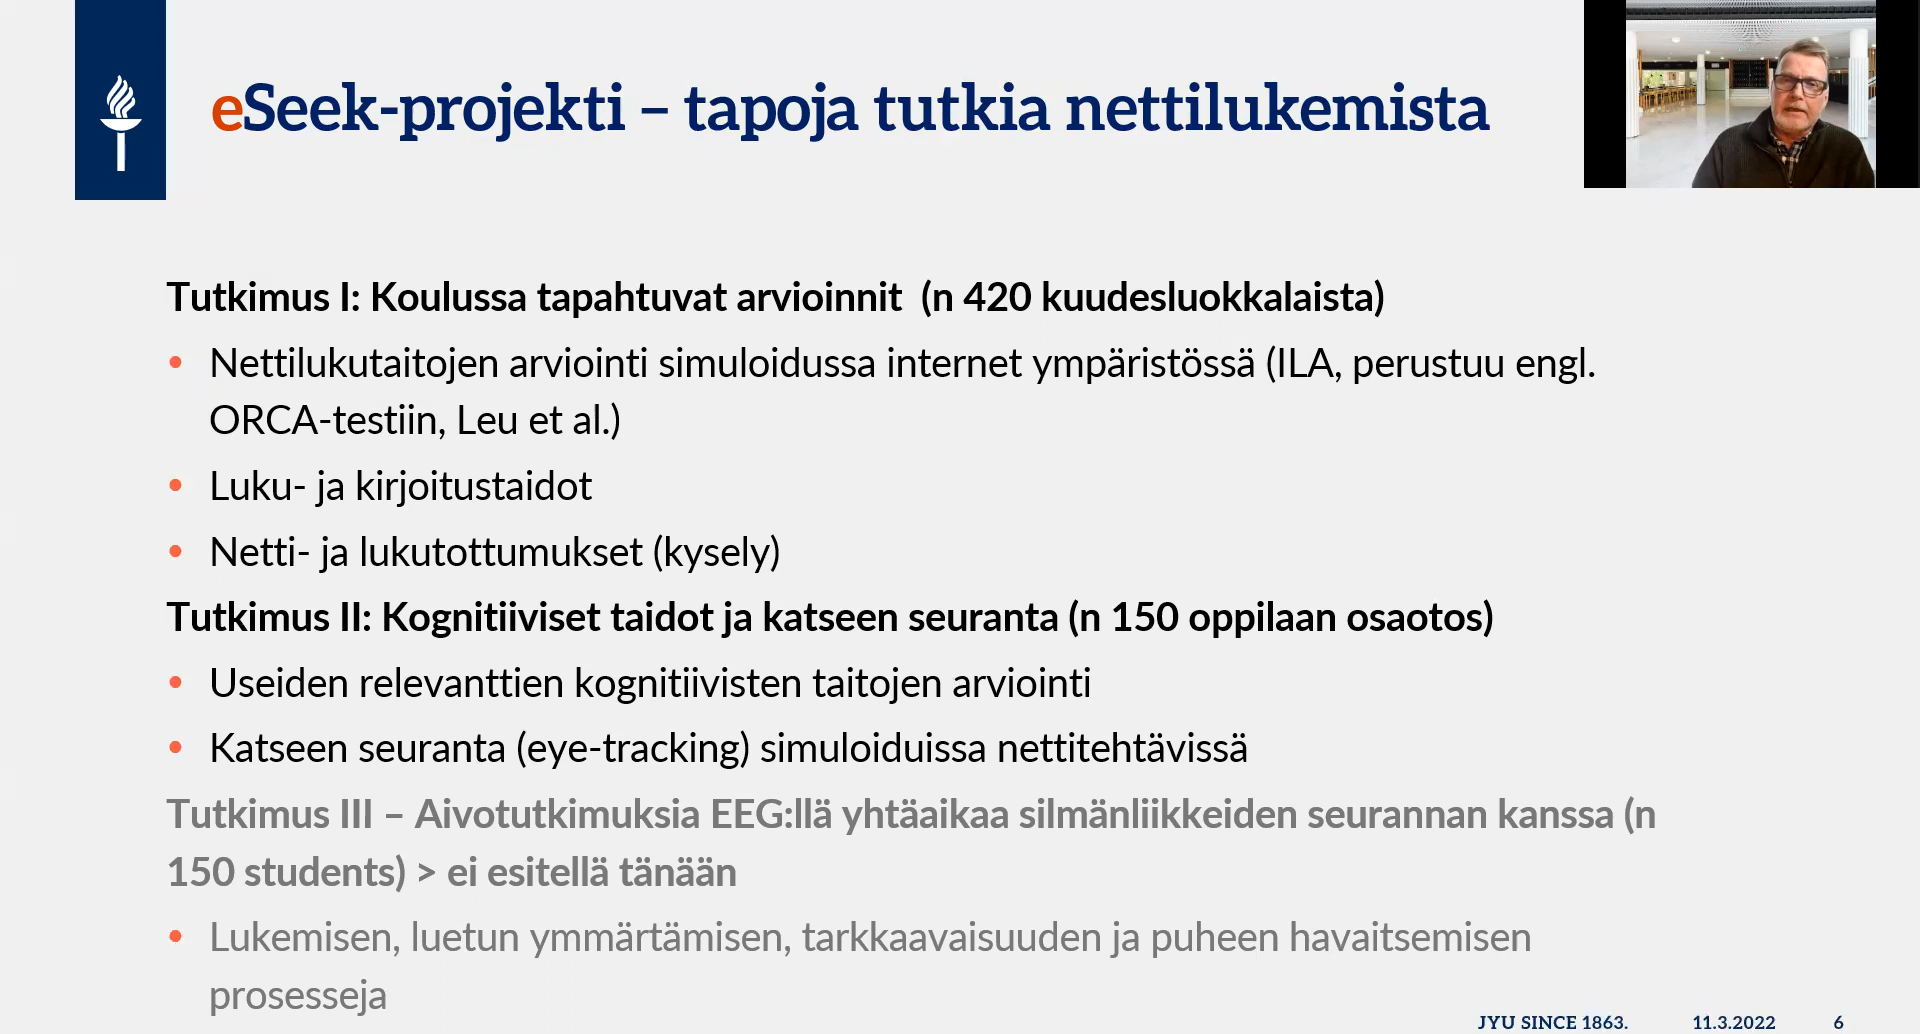 eSeek-projekti – tapoja tutkia nettilukemista
Tutkimus I: Koulussa tapahtuvat arvioinnit (n 420 kuudesluokkalaista)
• Nettilukutaitojen arviointi simuloidussa internet ympäristössä (ILA, perustuu engl.
ORCA-testiin, Leu et al.)
• Luku- ja kirjoitustaidot
• Netti- ja lukutottumukset (kysely)
Tutkimus II: Kognitiiviset taidot ja katseen seuranta (n 150 oppilaan osaotos)
• Useiden relevanttien kognitiivisten taitojen arviointi
• Katseen seuranta (eye-tracking) simuloiduissa nettitehtävissä
Tutkimus III – Aivotutkimuksia EEG:llä yhtäaikaa silmänliikkeiden seurannan kanssa (n
150 students) > ei esitellä tänään
• Lukemisen, luetun ymmärtämisen, tarkkaavaisuuden ja puheen havaitsemisen
prosesseja
JYU SINCE 1863. 11.3.2022 6